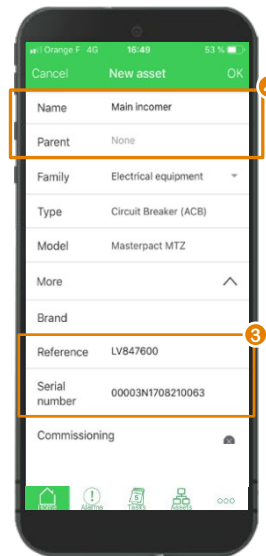 Orange F 4G 16:49 53 %
Cancel New asset OK
Name Main incomer
Parent None
Family Electrical equipment
Type Circuit Breaker (ACB)
Model Masterpact MTZ
More
Brand
3
Reference LV847600
Serial number 00003N1708210063
Commissioning
Alarms Tasks Assets